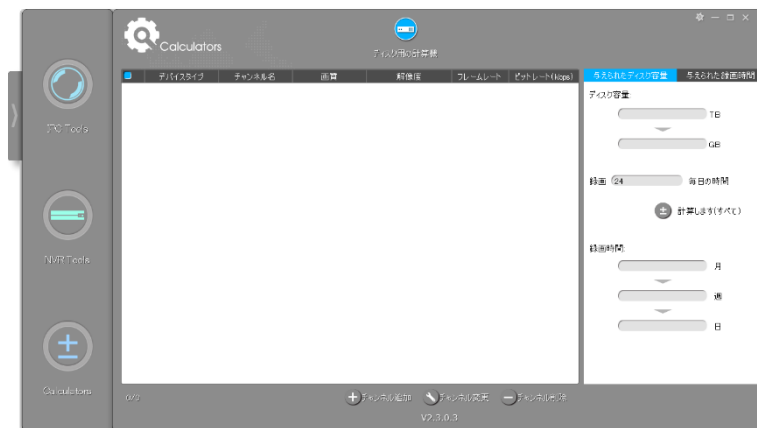 Calculators
ディスク用の計算機
デバイスタイプ チャンネル名 画質 解像度 フレームレート ビットレート(kbps)
与えられたディスク容量 与えられた録画時間
ディスク容量:
TB
GB
録画 24 毎日の時間
計算します(すべて)
録画時間:
月
週
日
IPC Tools
NVR Tools
Calculators
0/0
チャンネル追加 チャンネル変更 チャンネル削除
V2.3.0.3